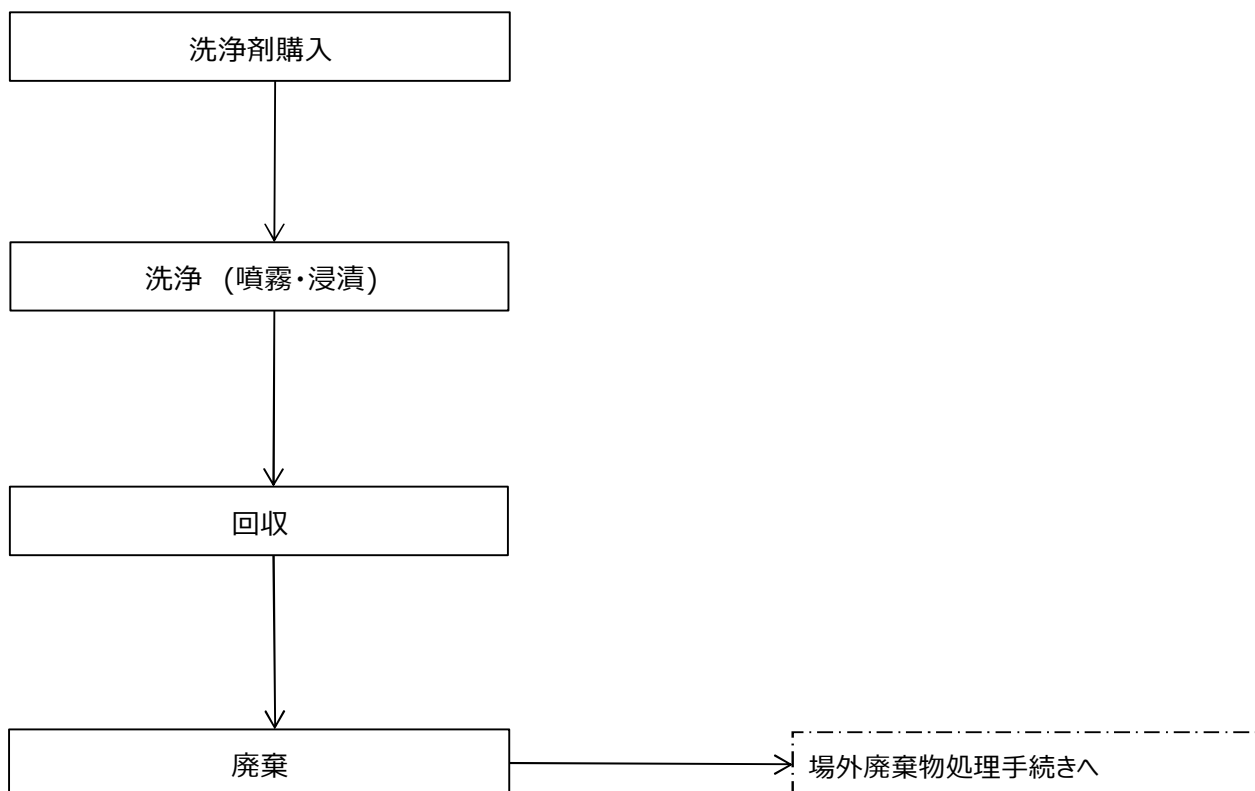 洗浄剤購入
洗浄 (噴霧・浸漬)
回収
廃棄
場外廃棄物処理手続きへ